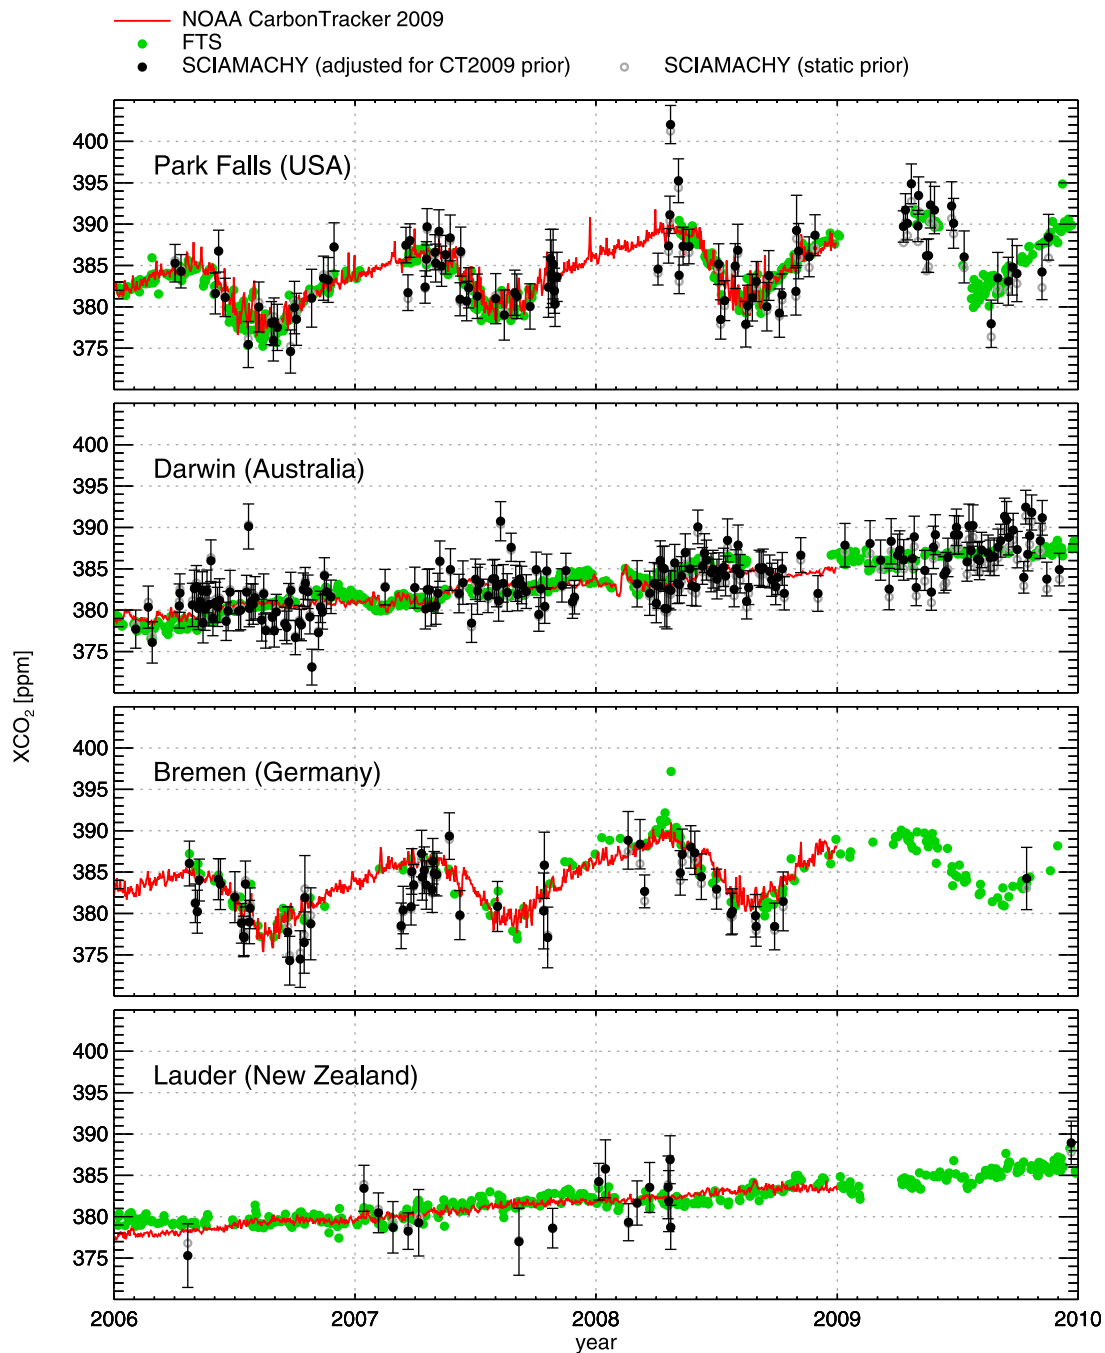 NOAA CarbonTracker 2009
FTS
SCIAMACHY (adjusted for CT2009 prior) SCIAMACHY (static prior)
Park Falls (USA)
400
395
390
385
380
375
Darwin (Australia)
400
395
390
385
380
375
XCO₂ [ppm]
Bremen (Germany)
400
395
390
385
380
375
Lauder (New Zealand)
400
395
390
385
380
375
2006 2007 2008 2009 2010
year